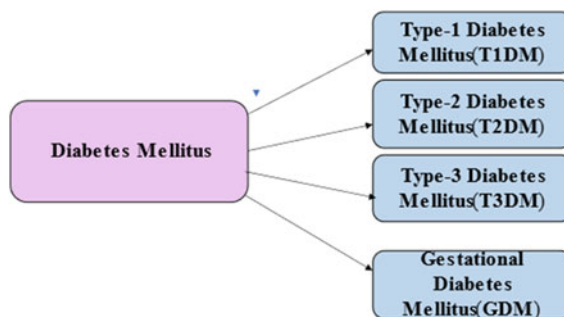 Type-1 Diabetes
Mellitus(T1DM)
Type-2 Diabetes
Mellitus(T2DM)
Diabetes Mellitus
Type-3 Diabetes
Mellitus(T3DM)
Gestational
Diabetes
Mellitus(GDM)